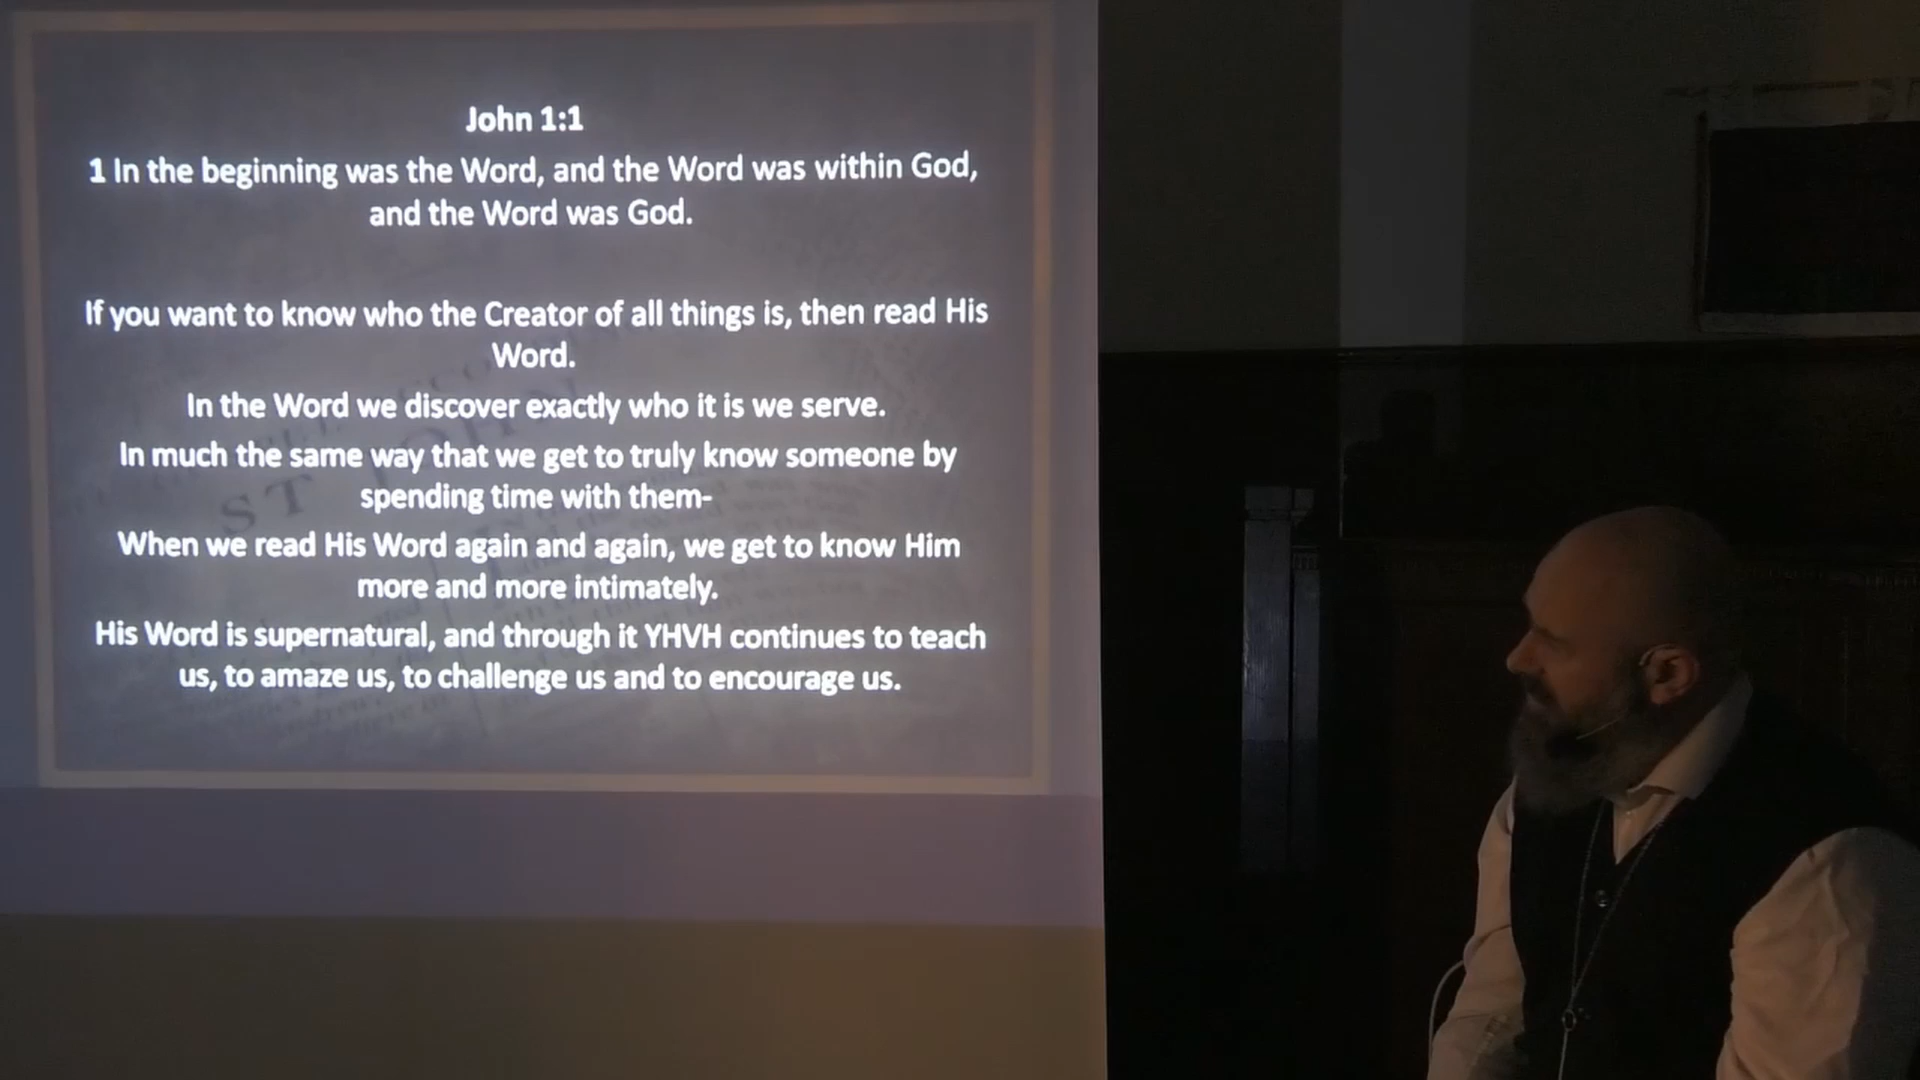 John 1:1
1 In the beginning was the Word, and the Word was within God,
and the Word was God.
If you want to know who the Creator of all things is, then read His
Word.
In the Word we discover exactly who it is we serve.
In much the same way that we get to truly know someone by
spending time with them-
When we read His Word again and again, we get to know Him
more and more intimately.
His Word is supernatural, and through it YHVH continues to teach
us, to amaze us, to challenge us and to encourage us.
ST JOHN